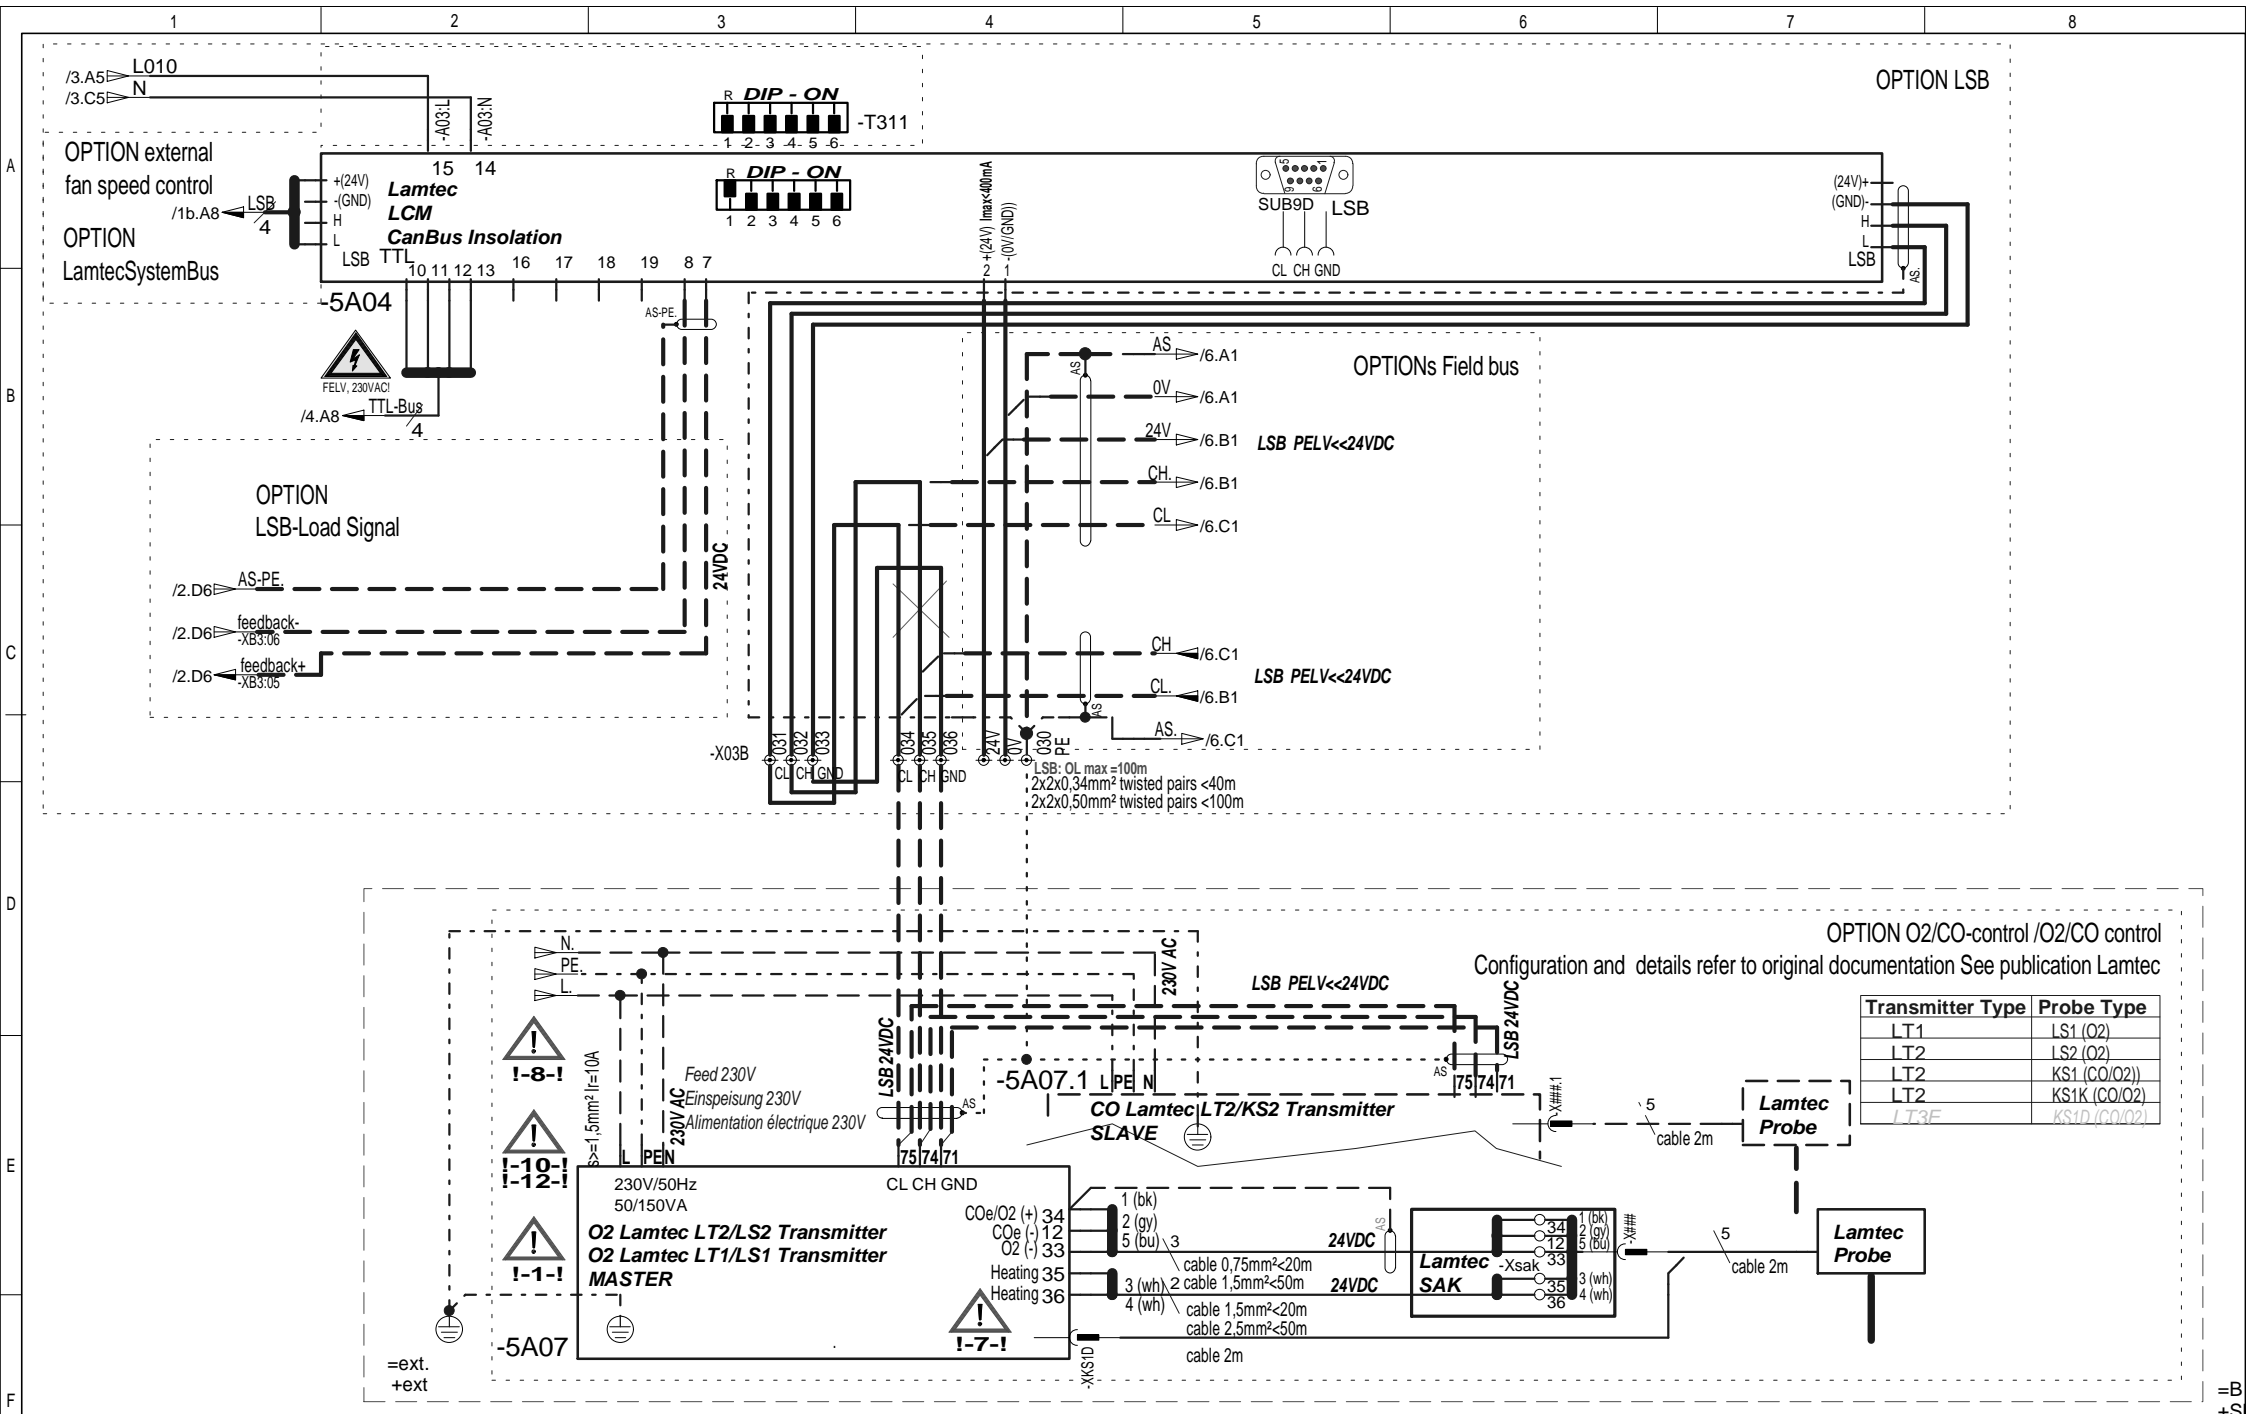 1 2 3 4 5 6 7 8
A
B
C
D
E
F
/3.A5 L010
/3.C5 N
-A03:L
-A03:N
R DIP - ON
-T311
1 2 3 4 5 6
OPTION LSB
OPTION external
fan speed control
/1b.A8 LSB
4
OPTION
LamtecSystemBus
+(24V)
-(GND)
H
L
LSB TTL
15 14
Lamtec
LCM
CanBus Insolation
R DIP - ON
1 2 3 4 5 6
10 11 12 13 16 17 18 19 8 7
+(24V) Imax<400mA
-(0V/GND))
2 1
5 1
9 6
SUB9D LSB
CL CH GND
(24V)+
(GND)-
H
L
LSB
AS.
-5A04
AS-PE.
FELV, 230VAC!
/4.A8 TTL-Bus
4
OPTIONs Field bus
AS
AS /6.A1
0V /6.A1
24V /6.B1
LSB PELV<<24VDC
CH. /6.B1
CL /6.C1
OPTION
LSB-Load Signal
24VDC
/2.D6 AS-PE.
/2.D6 feedback-
-XB3:06
/2.D6 feedback+
-XB3:05
CH /6.C1
LSB PELV<<24VDC
CL. /6.B1
AS
AS. /6.C1
-X03B
031 032 033 034 035 036 24V 0V 030
PE
CL CH GND CL CH GND
LSB: OL max =100m
2x2x0,34mm² twisted pairs <40m
2x2x0,50mm² twisted pairs <100m
OPTION O2/CO-control /O2/CO control
Configuration and details refer to original documentation See publication Lamtec
N.
PE.
L.
230V AC
LSB PELV<<24VDC
LSB 24VDC
LSB 24VDC
Transmitter Type Probe Type
LT1 LS1 (O2)
LT2 LS2 (O2)
LT2 KS1 (CO/O2))
LT2 KS1K (CO/O2)
LT3F KS1D (CO/O2)
!
!-8-!
!
!-10-!
!-12-!
!
!-1-!
s>=1,5mm² Ir=10A
230V AC
Feed 230V
Einspeisung 230V
Alimentation électrique 230V
AS
-5A07.1 L PE N
AS
75 74 71
CO Lamtec LT2/KS2 Transmitter
SLAVE
-X###.1
5
cable 2m
Lamtec
Probe
L PE N
75 74 71
230V/50Hz
50/150VA
CL CH GND
O2 Lamtec LT2/LS2 Transmitter
O2 Lamtec LT1/LS1 Transmitter
MASTER
COe/O2 (+) 34
COe (-) 12
O2 (-) 33
Heating 35
Heating 36
1 (bk)
2 (gy)
5 (bu) 3
cable 0,75mm²<20m
3 (wh) 2 cable 1,5mm²<50m
4 (wh) cable 1,5mm²<20m
cable 2,5mm²<50m
24VDC
24VDC
AS
Lamtec
SAK
-Xsak
34
12
33
35
36
1 (bk)
2 (gy)
5 (bu)
3 (wh)
4 (wh)
-X###
5
cable 2m
Lamtec
Probe
!
!-7-!
-XKS1D
cable 2m
-5A07
=ext.
+ext
=B